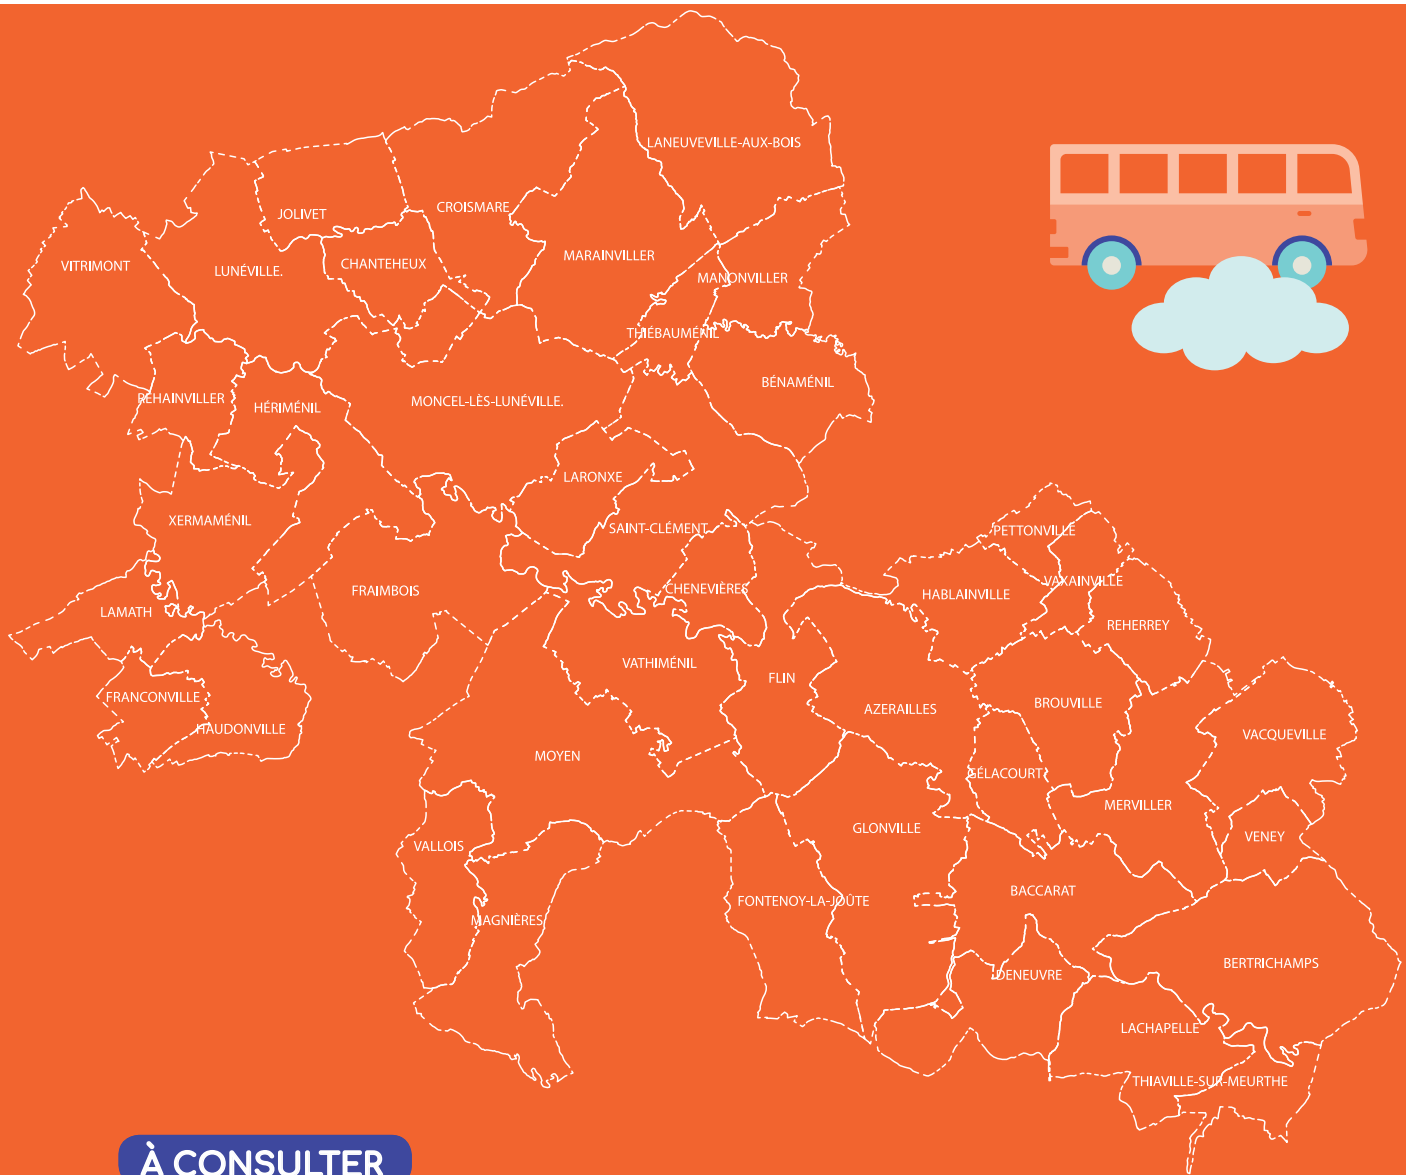 LANEUVEVILLE-AUX-BOIS
CROISMARE
JOLIVET
MARAINVILLER
CHANTEHEUX
VITRIMONT
LUNÉVILLE.
MANONVILLER
THIÉBAUMÉNIL
BÉNAMÉNIL
REHAINVILLER
MONCEL-LÈS-LUNÉVILLE.
HÉRIMÉNIL
LARONXE
XERMAMÉNIL
SAINT-CLÉMENT
PETTONVILLE
VAXAINVILLE
CHENEVIÈRES
FRAIMBOIS
HABLAINVILLE
LAMATH
REHERREY
VATHIMÉNIL
FLIN
FRANCONVILLE
BROUVILLE
AZERAILLES
HAUDONVILLE
VACQUEVILLE
MOYEN
GÉLACOURT
MERVILLER
GLONVILLE
VENEY
VALLOIS
BACCARAT
FONTENOY-LA-JOÛTE
MAGNIÈRES
BERTRICHAMPS
DENEUVRE
LACHAPELLE
THIAVILLE-SUR-MEURTHE
À CONSULTER